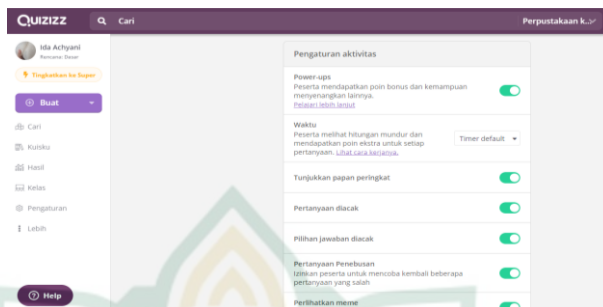 QUIZIZZ
Cari
Perpustakaan k..
Ida Achyani
Rencana: Dasar
Tingkatkan ke Super
Buat
Cari
Kuisku
Hasil
Kelas
Pengaturan
Lebih
Help
Pengaturan aktivitas
Power-ups
Peserta mendapatkan poin bonus dan kemampuan
menyenangkan lainnya.
Pelajari lebih lanjut
Waktu
Peserta melihat hitungan mundur dan
mendapatkan poin ekstra untuk setiap
pertanyaan. Lihat cara kerjanya.
Timer default
Tunjukkan papan peringkat
Pertanyaan diacak
Pilihan jawaban diacak
Pertanyaan Penebusan
Izinkan peserta untuk mencoba kembali beberapa
pertanyaan yang salah
Perlihatkan meme